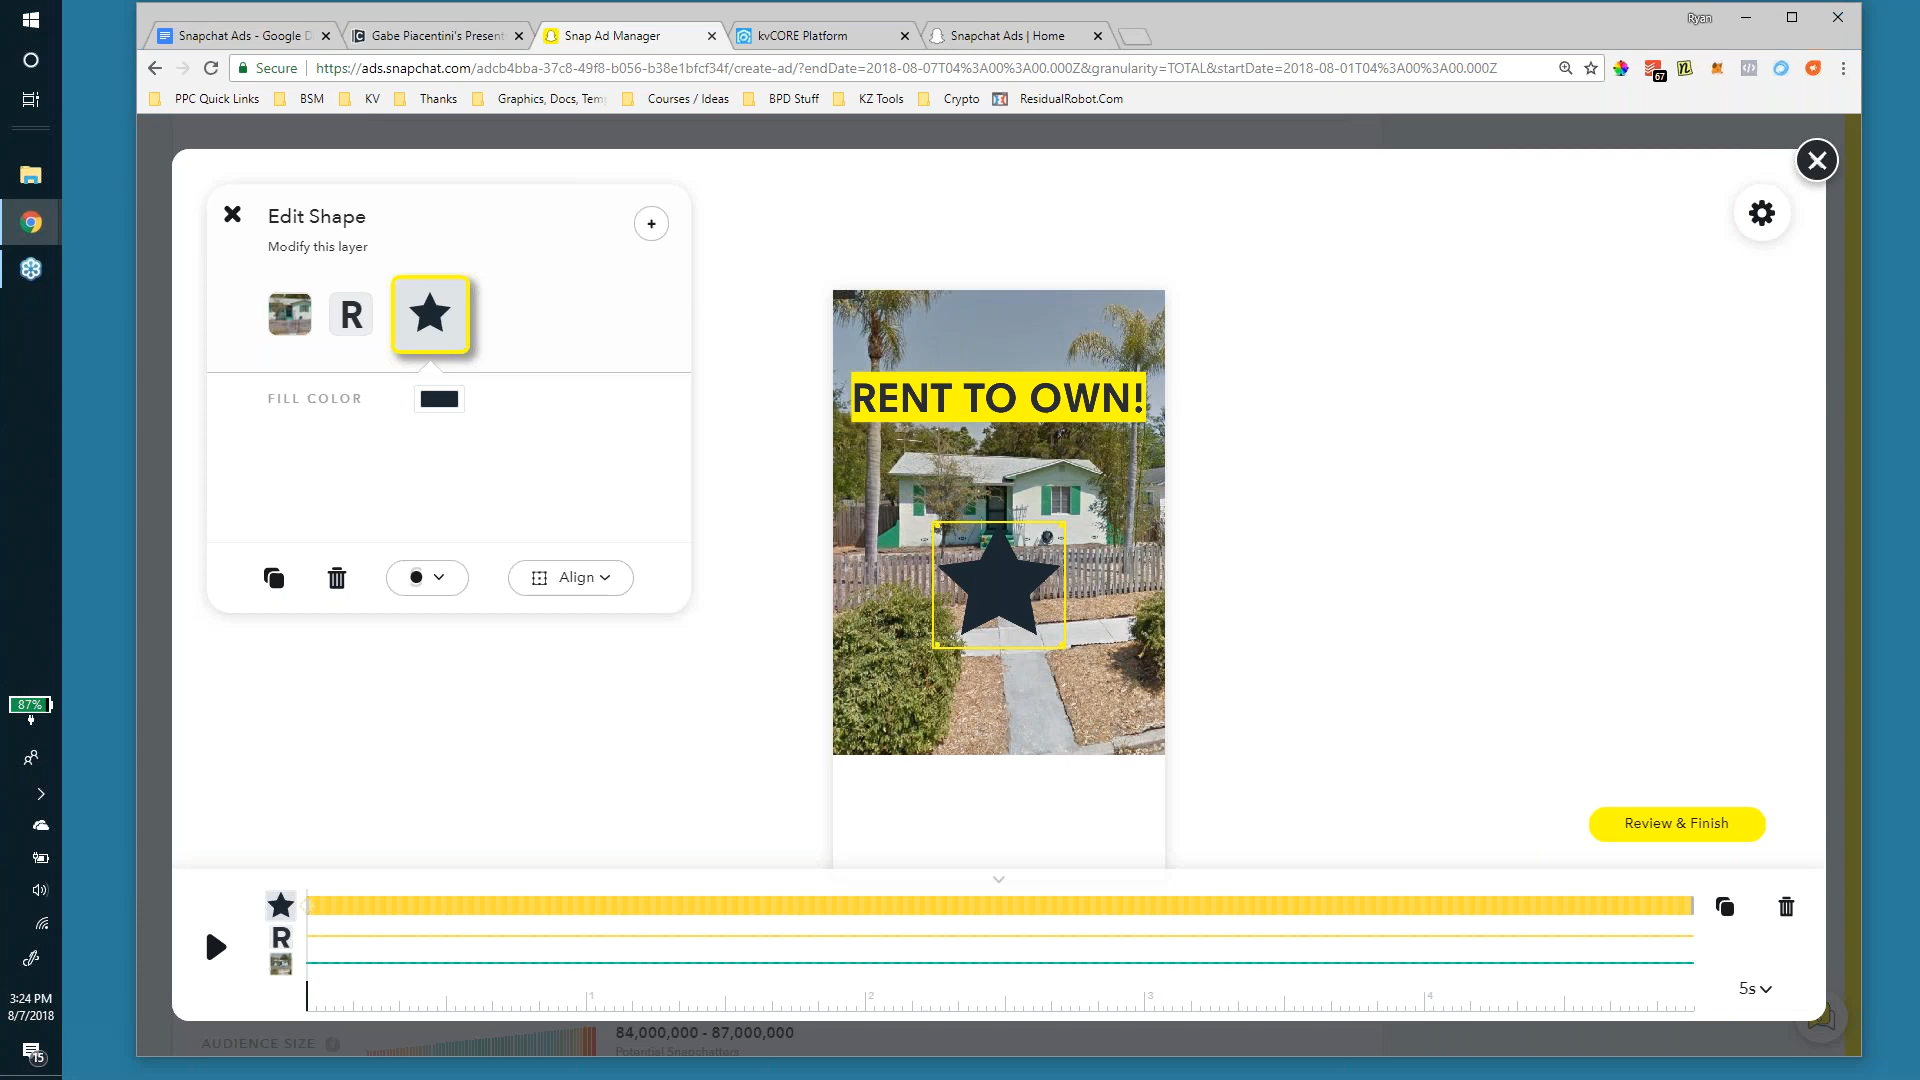 Ryan
Snapchat Ads - Google D
Gabe Piacentini's Present
Snap Ad Manager
kvCORE Platform
Snapchat Ads | Home
Secure
https://ads.snapchat.com/adcb4bba-37c8-49f8-b056-b38e1bfcf34f/create-ad/?endDate=2018-08-07T04%3A00%3A00.000Z&granularity=TOTAL&startDate=2018-08-01T04%3A00%3A00.000Z
67
PPC Quick Links
BSM
KV
Thanks
Graphics, Docs, Tem
Courses / Ideas
BPD Stuff
KZ Tools
Crypto
ResidualRobot.Com
Edit Shape
Modify this layer
R
FILL COLOR
Align
RENT TO OWN!
Review & Finish
R
1
2
3
4
5s
AUDIENCE SIZE
84,000,000 - 87,000,000
Potential Snapchatters
87%
3:24 PM
8/7/2018
15